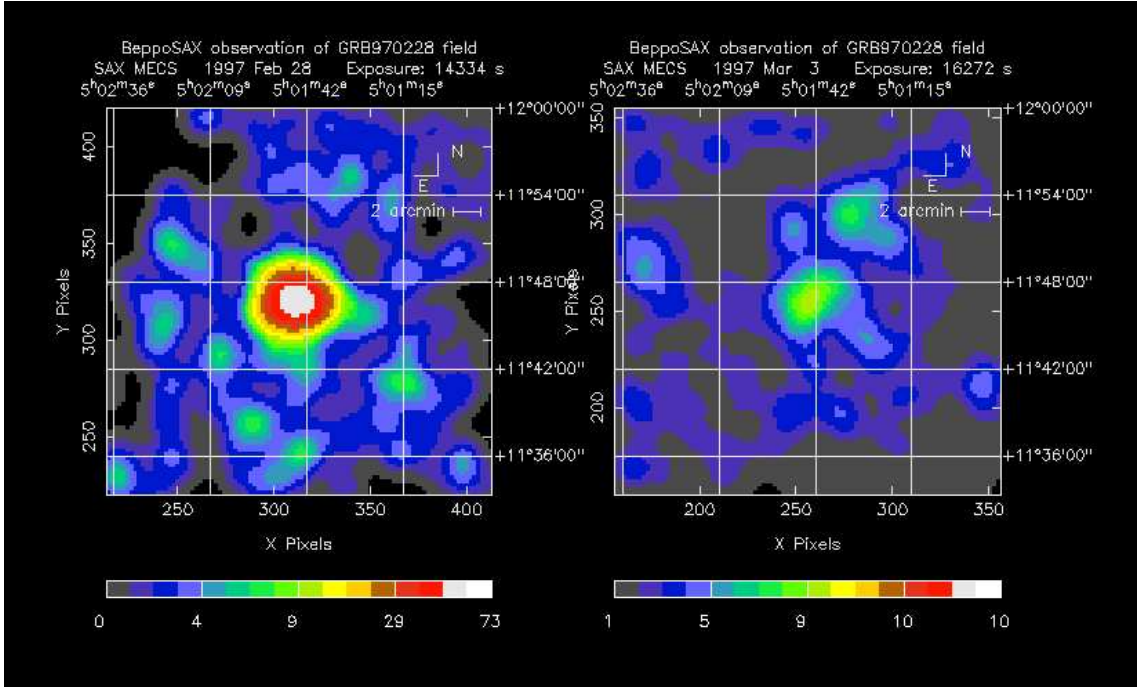 BeppoSAX observation of GRB970228 field
SAX MECS 1997 Feb 28 Exposure: 14334 s
5h02m36s 5h02m09s 5h01m42s 5h01m15s
+12°00'00"
+11°54'00"
+11°48'00"
+11°42'00"
+11°36'00"
N
E
2 arcmin
400
350
300
250
Y Pixels
250 300 350 400
X Pixels
0 4 9 29 73
BeppoSAX observation of GRB970228 field
SAX MECS 1997 Mar 3 Exposure: 16272 s
5h02m36s 5h02m09s 5h01m42s 5h01m15s
+12°00'00"
+11°54'00"
+11°48'00"
+11°42'00"
+11°36'00"
N
E
2 arcmin
350
300
250
200
Y Pixels
200 250 300 350
X Pixels
1 5 9 10 10